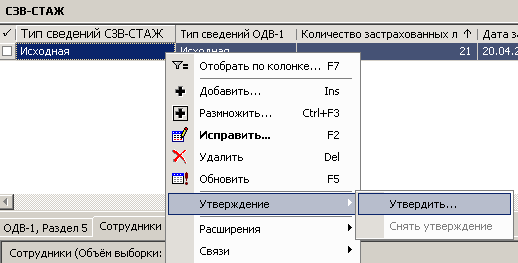 СЗВ-СТАЖ
Тип сведений СЗВ-СТАЖ Тип сведений ОДВ-1 Количество застрахованных л Дата за
Исходная Исходная 21 20.04.2
Отобрать по колонке... F7
Добавить... Ins
Размножить... Ctrl+F3
Исправить... F2
Удалить Del
Обновить F5
Утверждение Утвердить...
Расширения Снять утверждение
Связи
ОДВ-1, Раздел 5 Сотрудники
Сотрудники (Объём выборки: